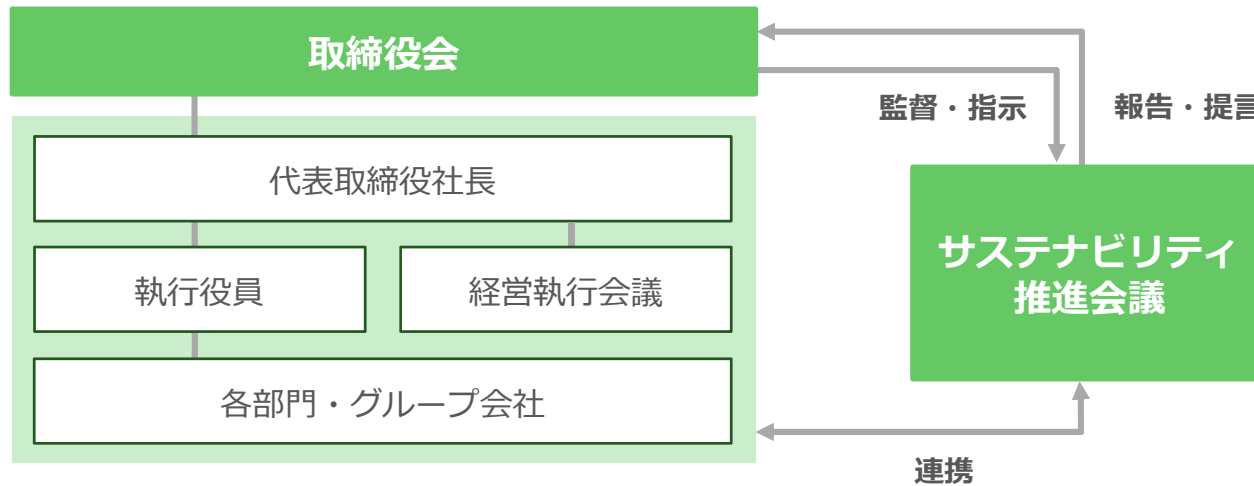 取締役会
監督・指示
報告・提言
代表取締役社長
執行役員
経営執行会議
サステナビリティ
推進会議
各部門・グループ会社
連携